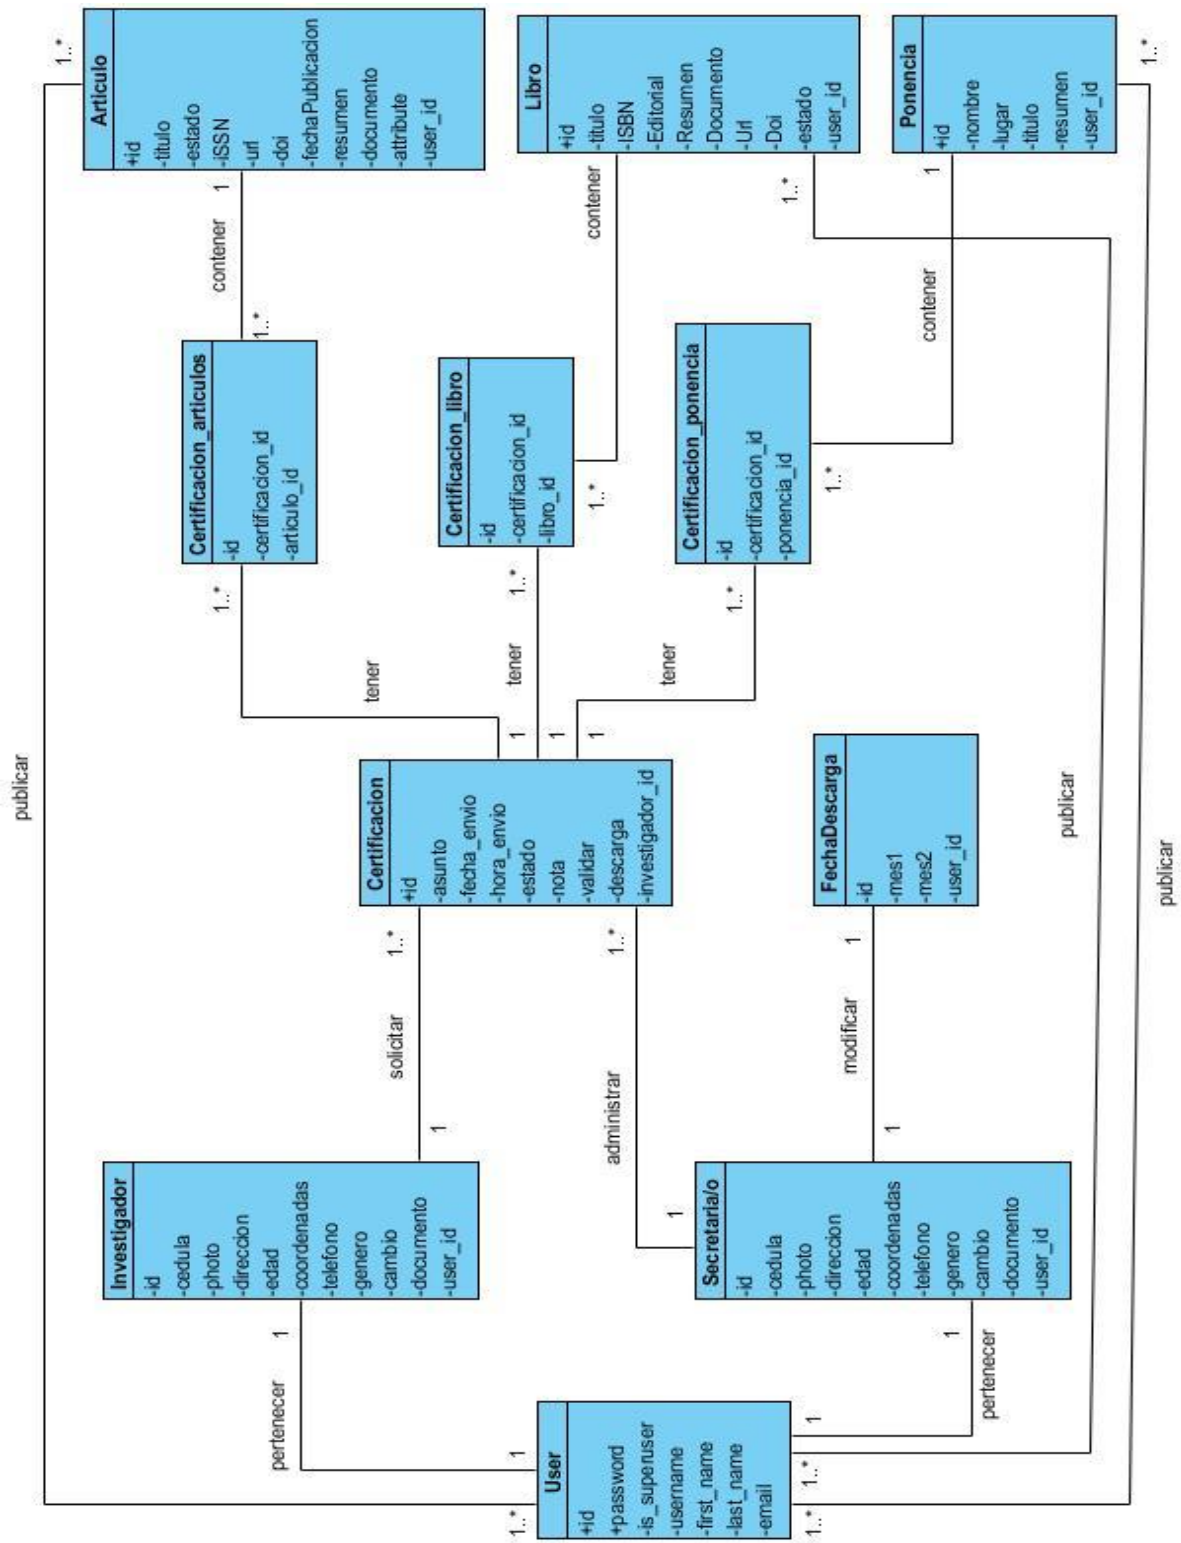 publicar
1..*
Articulo
+id
-titulo
-estado
-iSSN
-url
-doi
-fechaPublicacion
-resumen
-documento
-attribute
-user_id
1
contener
1..*
Libro
+id
-titulo
-ISBN
-Editorial
-Resumen
-Documento
-Url
-Doi
-estado
-user_id
contener
1..*
1..*
Ponencia
+id
-nombre
-lugar
-titulo
-resumen
-user_id
1..*
1
contener
1..*
Certificacion_articulos
-id
-certificacion_id
-articulo_id
1..*
tener
Certificacion_libro
-id
-certificacion_id
-libro_id
1..*
tener
Certificacion_ponencia
-id
-certificacion_id
-ponencia_id
1..*
tener
1
1
1
Certificacion
+id
-asunto
-fecha_envio
-hora_envio
-estado
-nota
-validar
-descarga
-investigador_id
1..*
solicitar
1
1..*
administrar
1
FechaDescarga
-id
-mes1
-mes2
-user_id
1
modificar
1
publicar
publicar
Investigador
-id
-cedula
-photo
-direccion
-edad
-coordenadas
-telefono
-genero
-cambio
-documento
-user_id
1
pertenecer
1
Secretaria/o
-id
-cedula
-photo
-direccion
-edad
-coordenadas
-telefono
-genero
-cambio
-documento
-user_id
1
pertenecer
1
User
+id
+password
-is_superuser
-username
-first_name
-last_name
-email
1..*
1..*
1..*